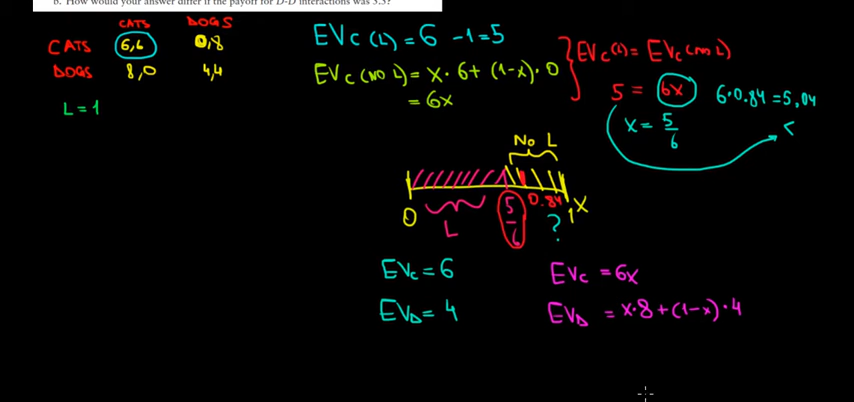 b. How would your answer differ if the payoff for D-D interactions was 5.5?
CATS DOGS
CATS 6,6 0,8
DOGS 8,0 4,4
L = 1
EVc(L) = 6 - 1 = 5
EVc(NO L) = x · 6 + (1-x) · 0
= 6x
EVc(L) = EVc(no L)
5 = 6x
x = 5/6
6 · 0.84 = 5,04
<
No L
0 5/6 0.84 1 X
L ?
EVc = 6
EVD = 4
EVc = 6x
EVD = x · 8 + (1-x) · 4